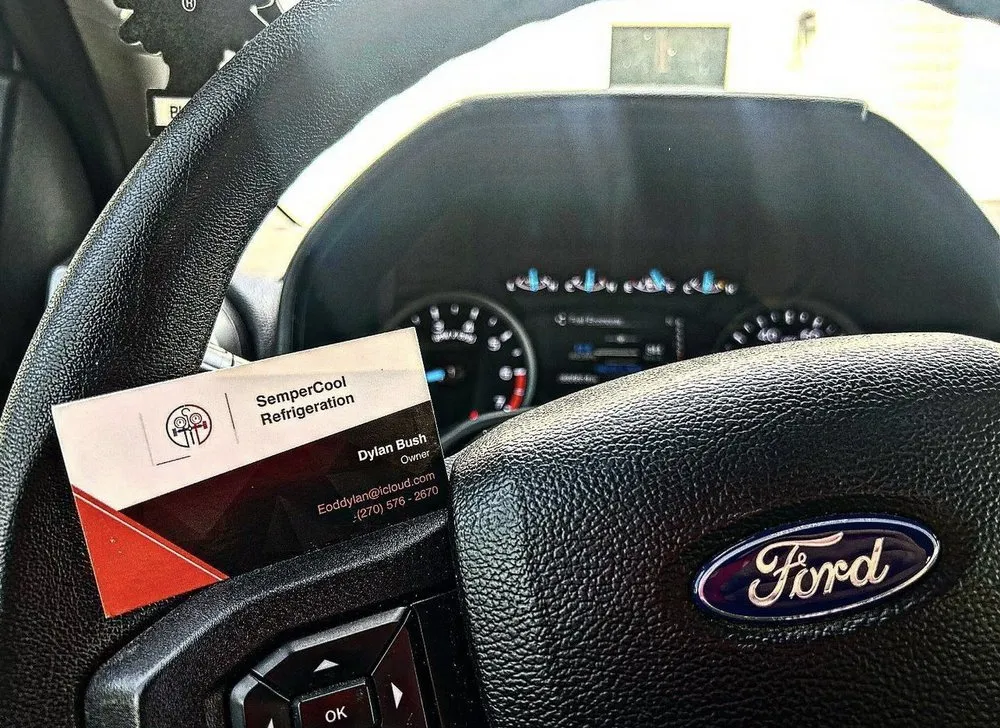 ®
SemperCool
Refrigeration
Dylan Bush
Owner
Eoddylan@icloud.com
(270) 576 - 2670
Ford
OK